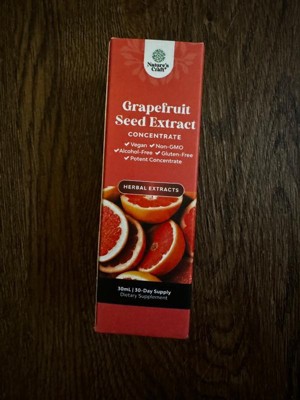 Nature's
Craft®
Grapefruit
Seed Extract
CONCENTRATE
✓Vegan ✓Non-GMO
✓Alcohol-Free ✓Gluten-Free
✓Potent Concentrate
HERBAL EXTRACTS
30mL | 30-Day Supply
Dietary Supplement